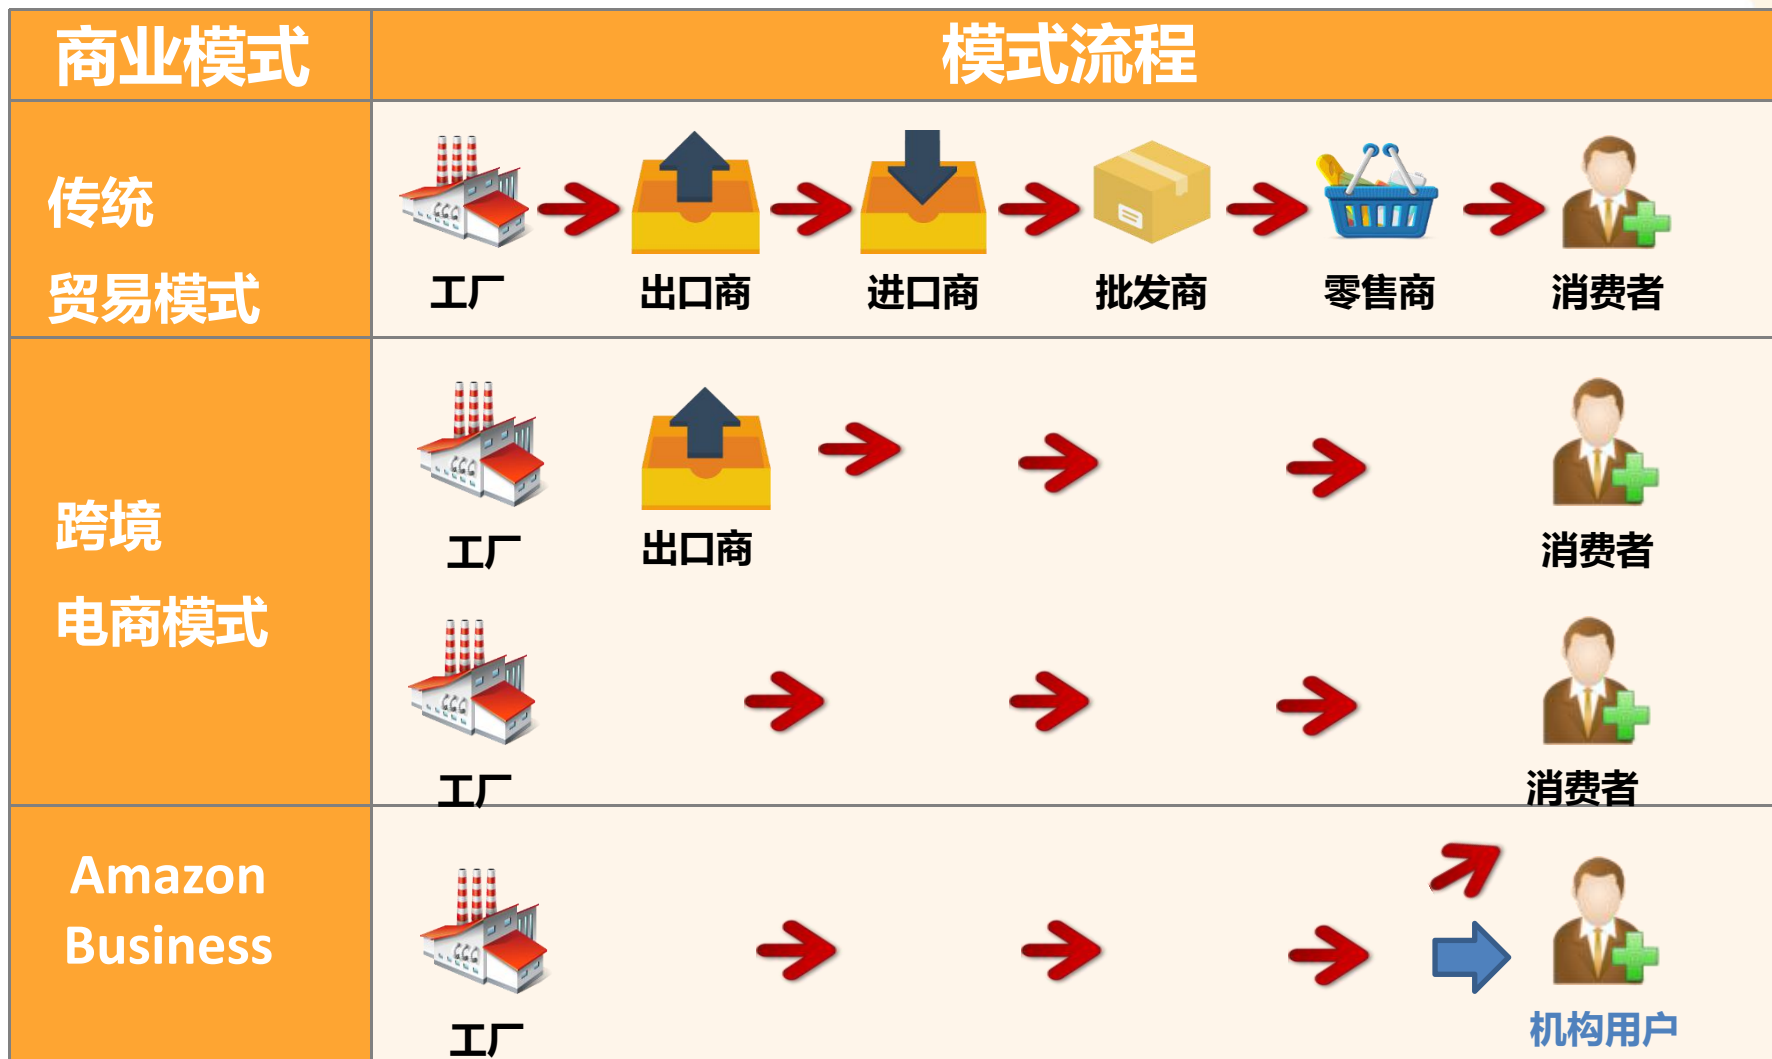 商业模式
模式流程
传统
贸易模式
工厂
出口商
进口商
批发商
零售商
消费者
跨境
电商模式
工厂
出口商
消费者
工厂
消费者
Amazon
Business
工厂
机构用户